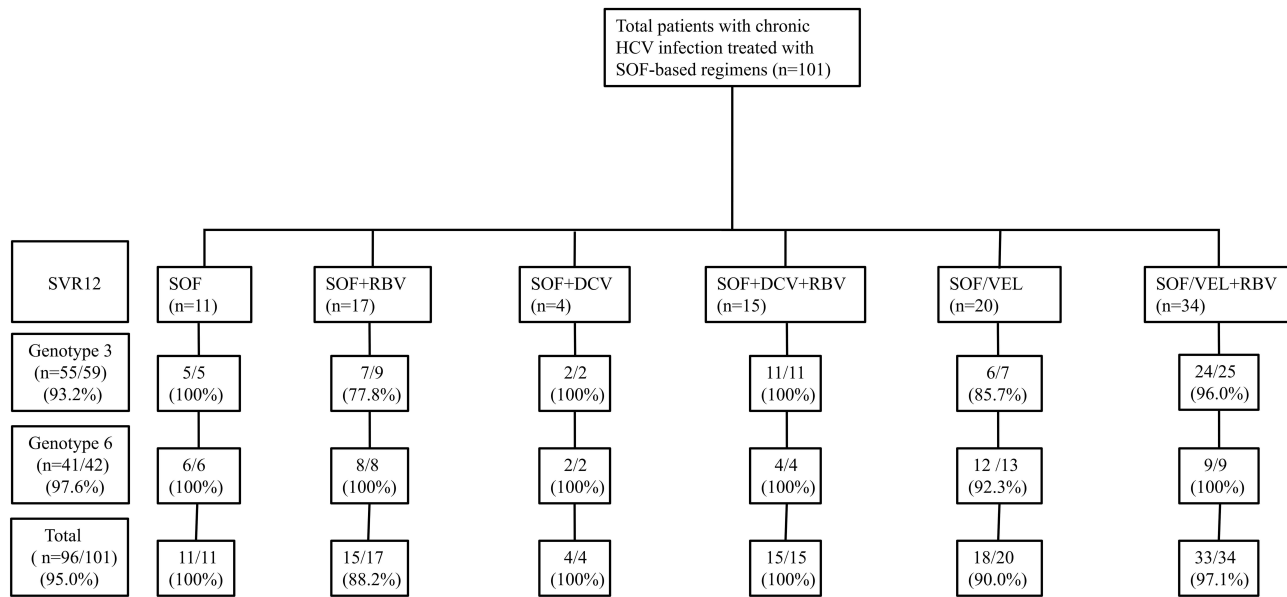 Total patients with chronic
HCV infection treated with
SOF-based regimens (n=101)
SVR12
SOF
(n=11)
SOF+RBV
(n=17)
SOF+DCV
(n=4)
SOF+DCV+RBV
(n=15)
SOF/VEL
(n=20)
SOF/VEL+RBV
(n=34)
Genotype 3
(n=55/59)
(93.2%)
5/5
(100%)
7/9
(77.8%)
2/2
(100%)
11/11
(100%)
6/7
(85.7%)
24/25
(96.0%)
Genotype 6
(n=41/42)
(97.6%)
6/6
(100%)
8/8
(100%)
2/2
(100%)
4/4
(100%)
12 /13
(92.3%)
9/9
(100%)
Total
( n=96/101)
(95.0%)
11/11
(100%)
15/17
(88.2%)
4/4
(100%)
15/15
(100%)
18/20
(90.0%)
33/34
(97.1%)